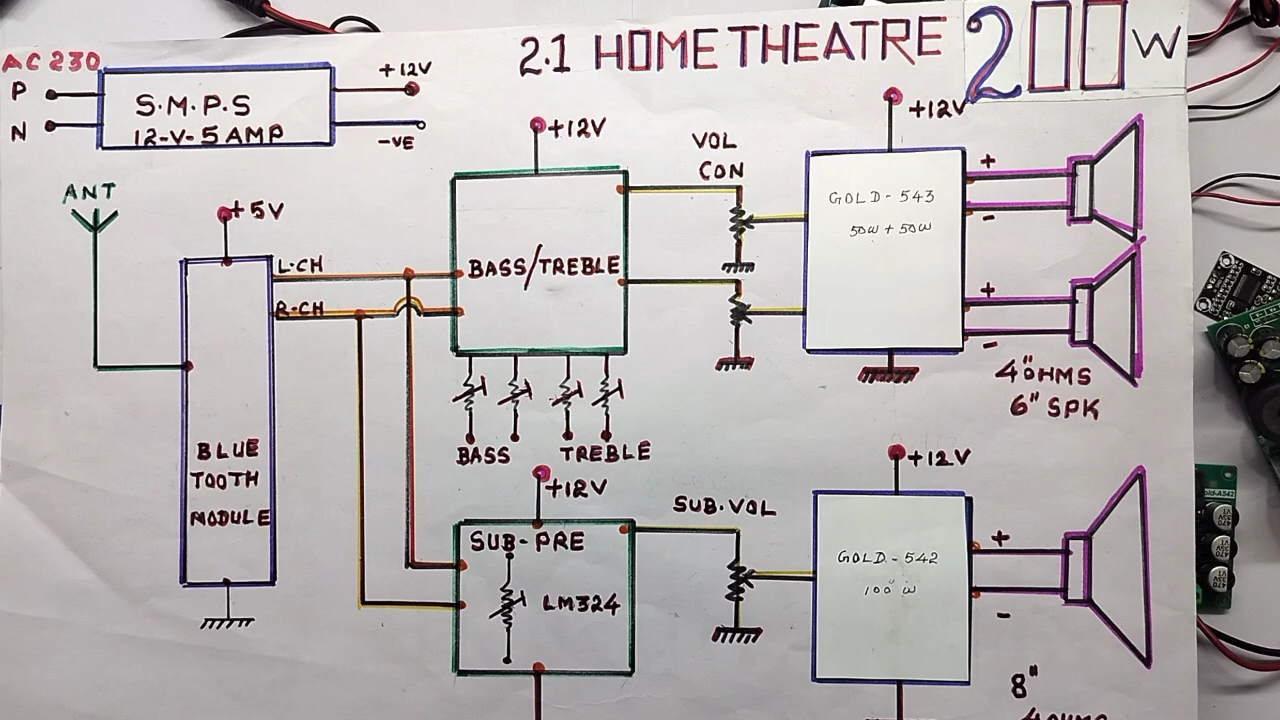 2.1 HOME THEATRE 200 W
AC 230
P
N
S.M.P.S
12-V-5 AMP
+12V
-VE
ANT
+5V
L.CH
R.CH
BLUE
TOOTH
MODULE
+12V
BASS/TREBLE
BASS
TREBLE
VOL
CON
+12V
GOLD-543
50W + 50W
+
-
+
-
4 OHMS
6" SPK
+12V
SUB-PRE
LM324
SUB.VOL
+12V
GOLD-542
100 W
+
-
8"
4 OHMS